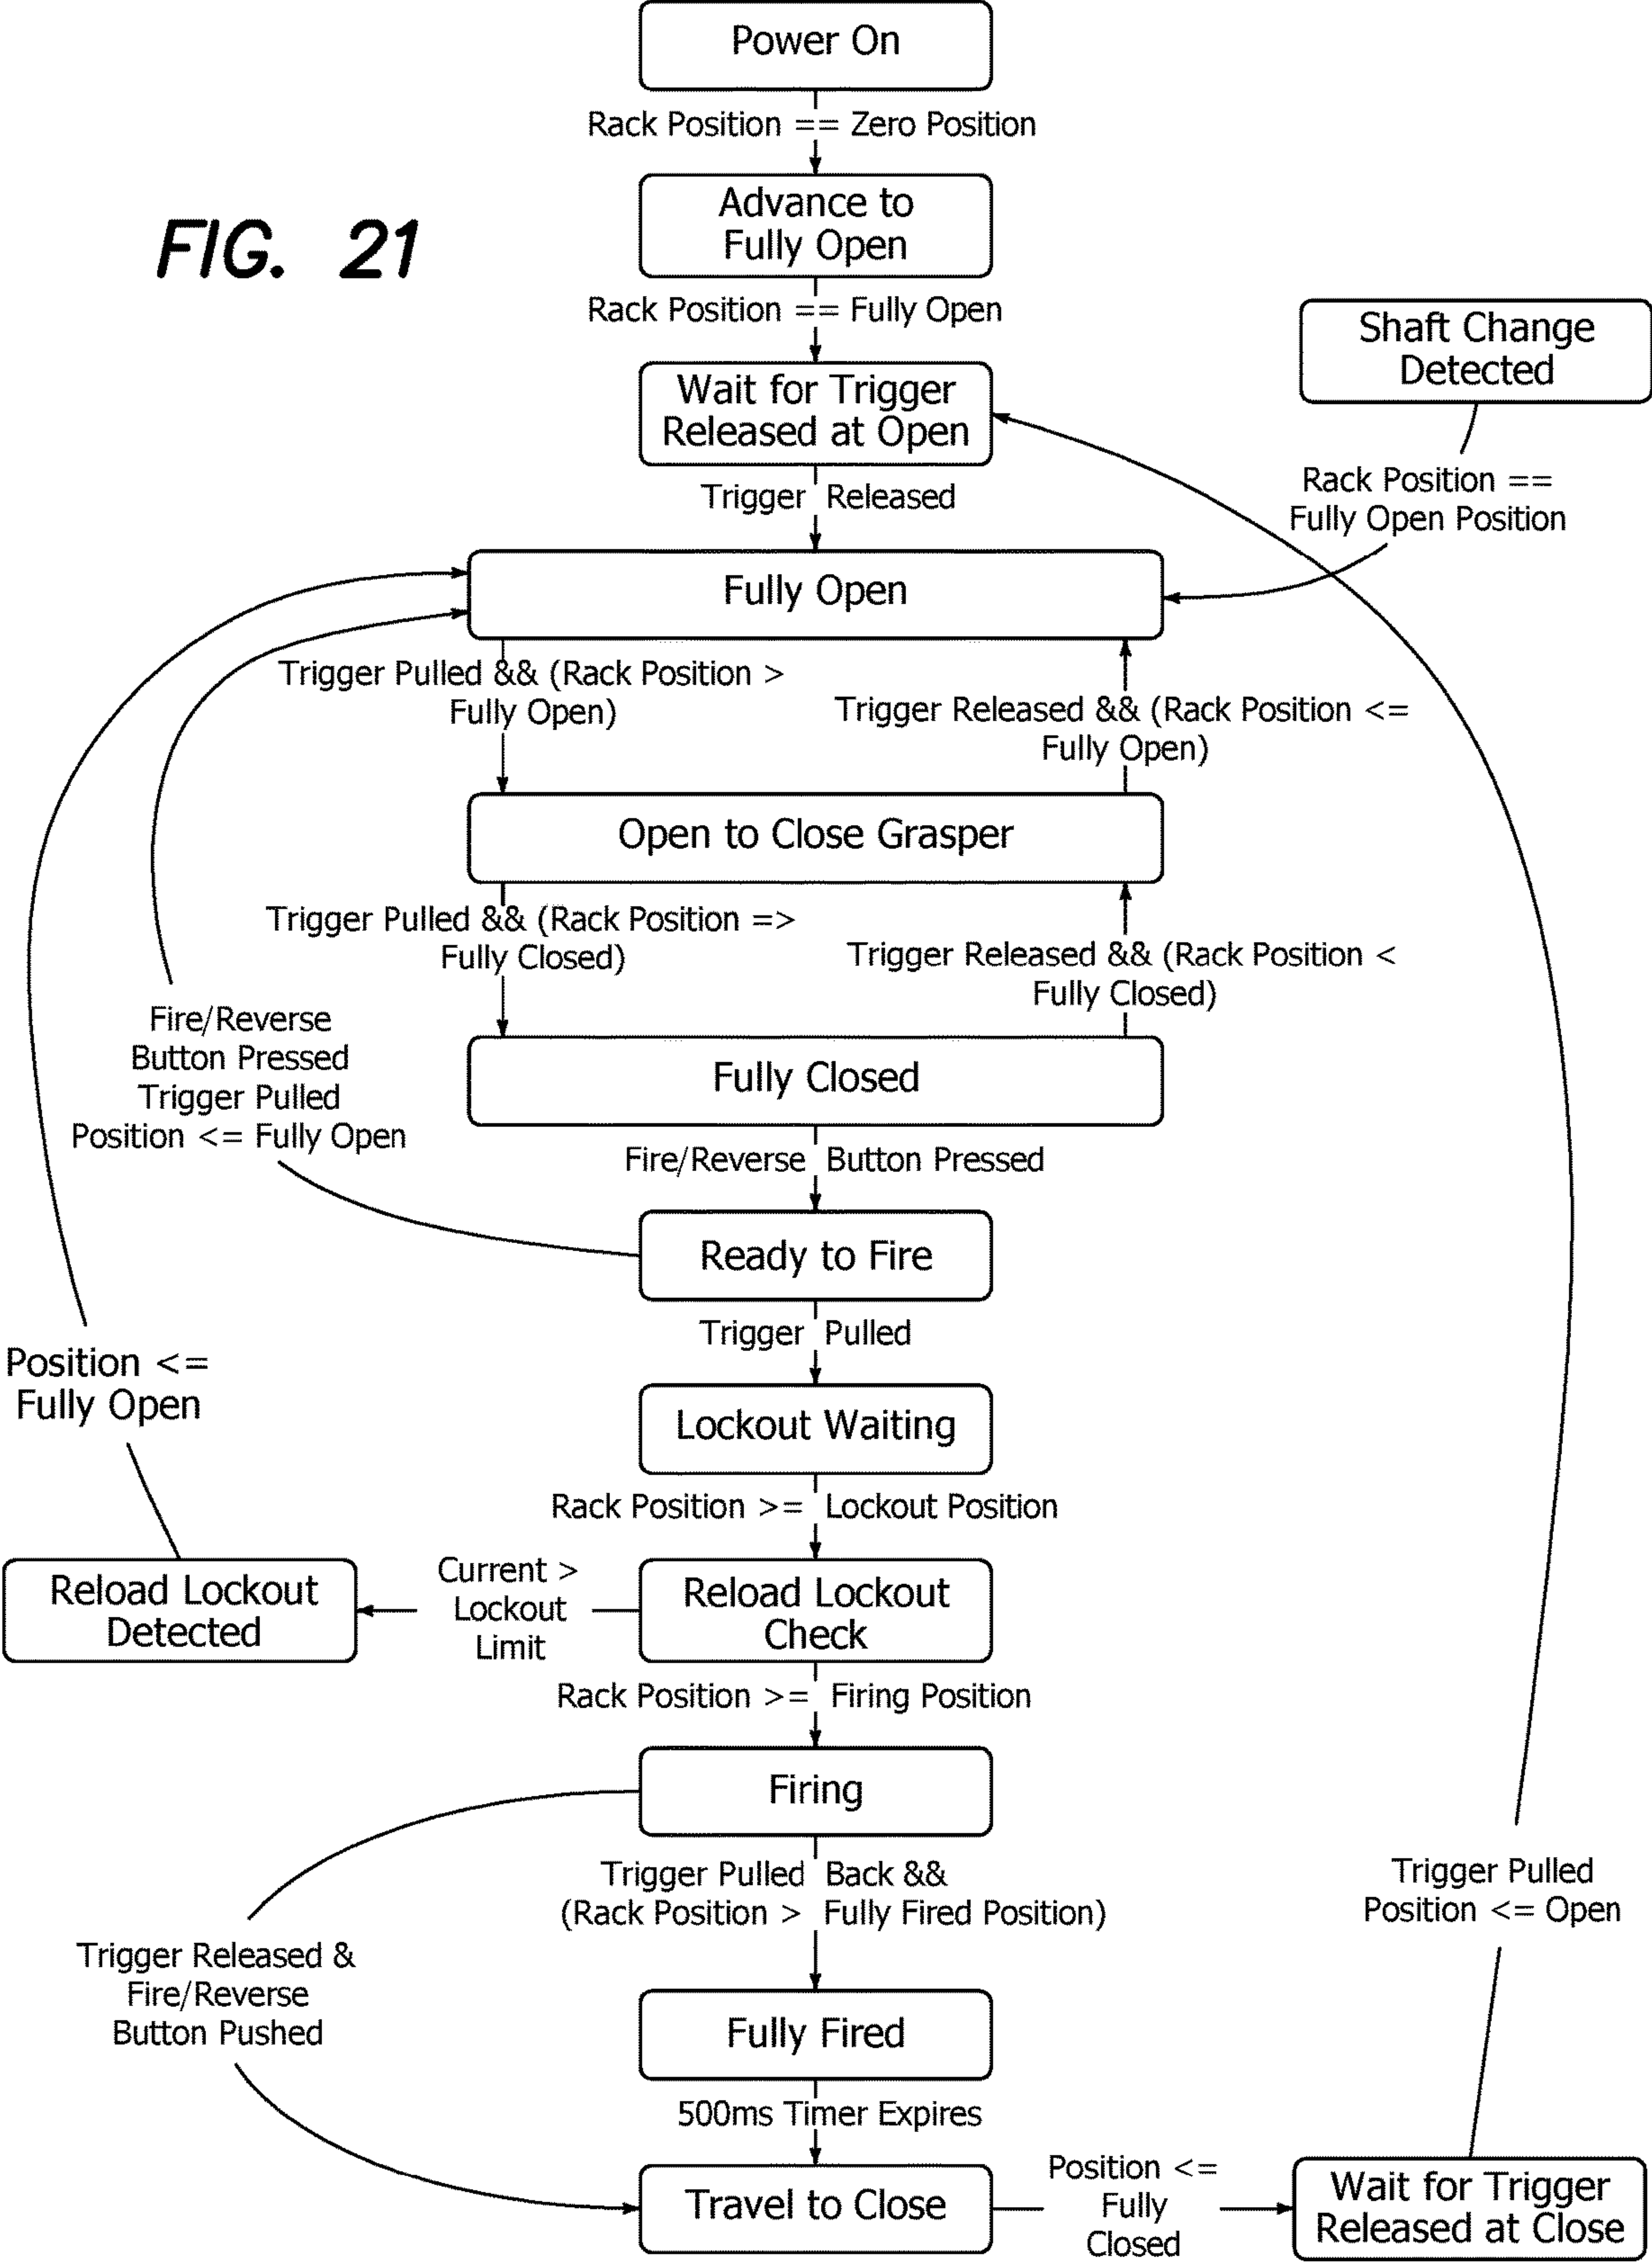 Power On
Rack Position == Zero Position
Advance to
Fully Open
FIG. 21
Rack Position == Fully Open
Shaft Change
Detected
Wait for Trigger
Released at Open
Rack Position ==
Fully Open Position
Trigger Released
Fully Open
Trigger Pulled && (Rack Position >
Fully Open)
Trigger Released && (Rack Position <=
Fully Open)
Open to Close Grasper
Trigger Pulled && (Rack Position =>
Fully Closed)
Trigger Released && (Rack Position <
Fully Closed)
Fire/Reverse
Button Pressed
Trigger Pulled
Position <= Fully Open
Fully Closed
Fire/Reverse Button Pressed
Ready to Fire
Trigger Pulled
Position <=
Fully Open
Lockout Waiting
Rack Position >= Lockout Position
Reload Lockout
Detected
Current >
Lockout
Limit
Reload Lockout
Check
Rack Position >= Firing Position
Firing
Trigger Pulled Back &&
(Rack Position > Fully Fired Position)
Trigger Pulled
Position <= Open
Trigger Released &
Fire/Reverse
Button Pushed
Fully Fired
500ms Timer Expires
Travel to Close
Position <=
Fully
Closed
Wait for Trigger
Released at Close